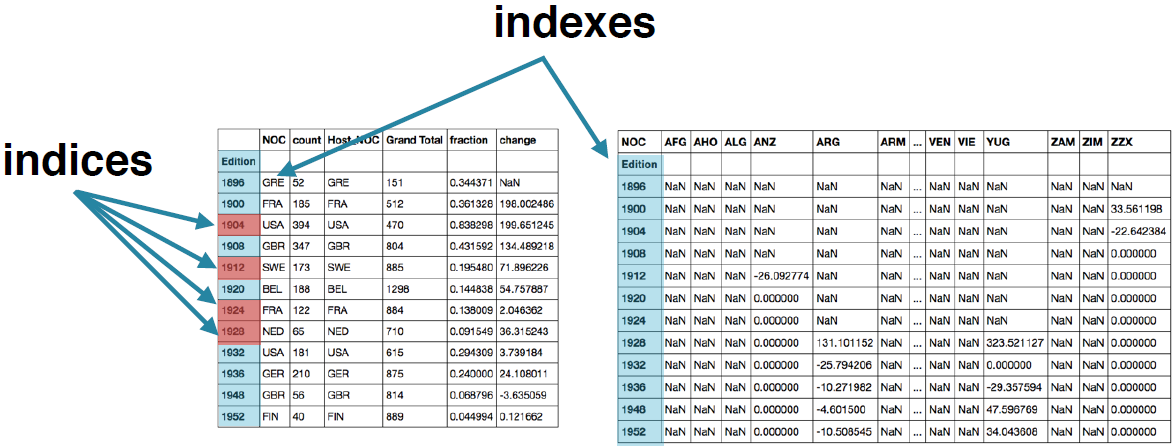 indexes
indices
NOC count Host_NOC Grand Total fraction change
Edition
1896 GRE 52 GRE 151 0.344371 NaN
1900 FRA 185 FRA 512 0.361328 198.002486
1904 USA 394 USA 470 0.838298 199.651245
1908 GBR 347 GBR 804 0.431592 134.489218
1912 SWE 173 SWE 885 0.195480 71.896226
1920 BEL 188 BEL 1298 0.144838 54.757887
1924 FRA 122 FRA 884 0.138009 2.046362
1928 NED 65 NED 710 0.091549 36.315243
1932 USA 181 USA 615 0.294309 3.739184
1936 GER 210 GER 875 0.240000 24.108011
1948 GBR 56 GBR 814 0.068796 -3.635059
1952 FIN 40 FIN 889 0.044994 0.121662
NOC AFG AHO ALG ANZ ARG ARM ... VEN VIE YUG ZAM ZIM ZZX
Edition
1896 NaN NaN NaN NaN NaN NaN ... NaN NaN NaN NaN NaN NaN
1900 NaN NaN NaN NaN NaN NaN ... NaN NaN NaN NaN NaN 33.561198
1904 NaN NaN NaN NaN NaN NaN ... NaN NaN NaN NaN NaN -22.642384
1908 NaN NaN NaN NaN NaN NaN ... NaN NaN NaN NaN NaN 0.000000
1912 NaN NaN NaN -26.092774 NaN NaN ... NaN NaN NaN NaN NaN 0.000000
1920 NaN NaN NaN 0.000000 NaN NaN ... NaN NaN NaN NaN NaN 0.000000
1924 NaN NaN NaN 0.000000 NaN NaN ... NaN NaN NaN NaN NaN 0.000000
1928 NaN NaN NaN 0.000000 131.101152 NaN ... NaN NaN 323.521127 NaN NaN 0.000000
1932 NaN NaN NaN 0.000000 -25.794206 NaN ... NaN NaN 0.000000 NaN NaN 0.000000
1936 NaN NaN NaN 0.000000 -10.271982 NaN ... NaN NaN -29.357594 NaN NaN 0.000000
1948 NaN NaN NaN 0.000000 -4.601500 NaN ... NaN NaN 47.596769 NaN NaN 0.000000
1952 NaN NaN NaN 0.000000 -10.508545 NaN ... NaN NaN 34.043608 NaN NaN 0.000000